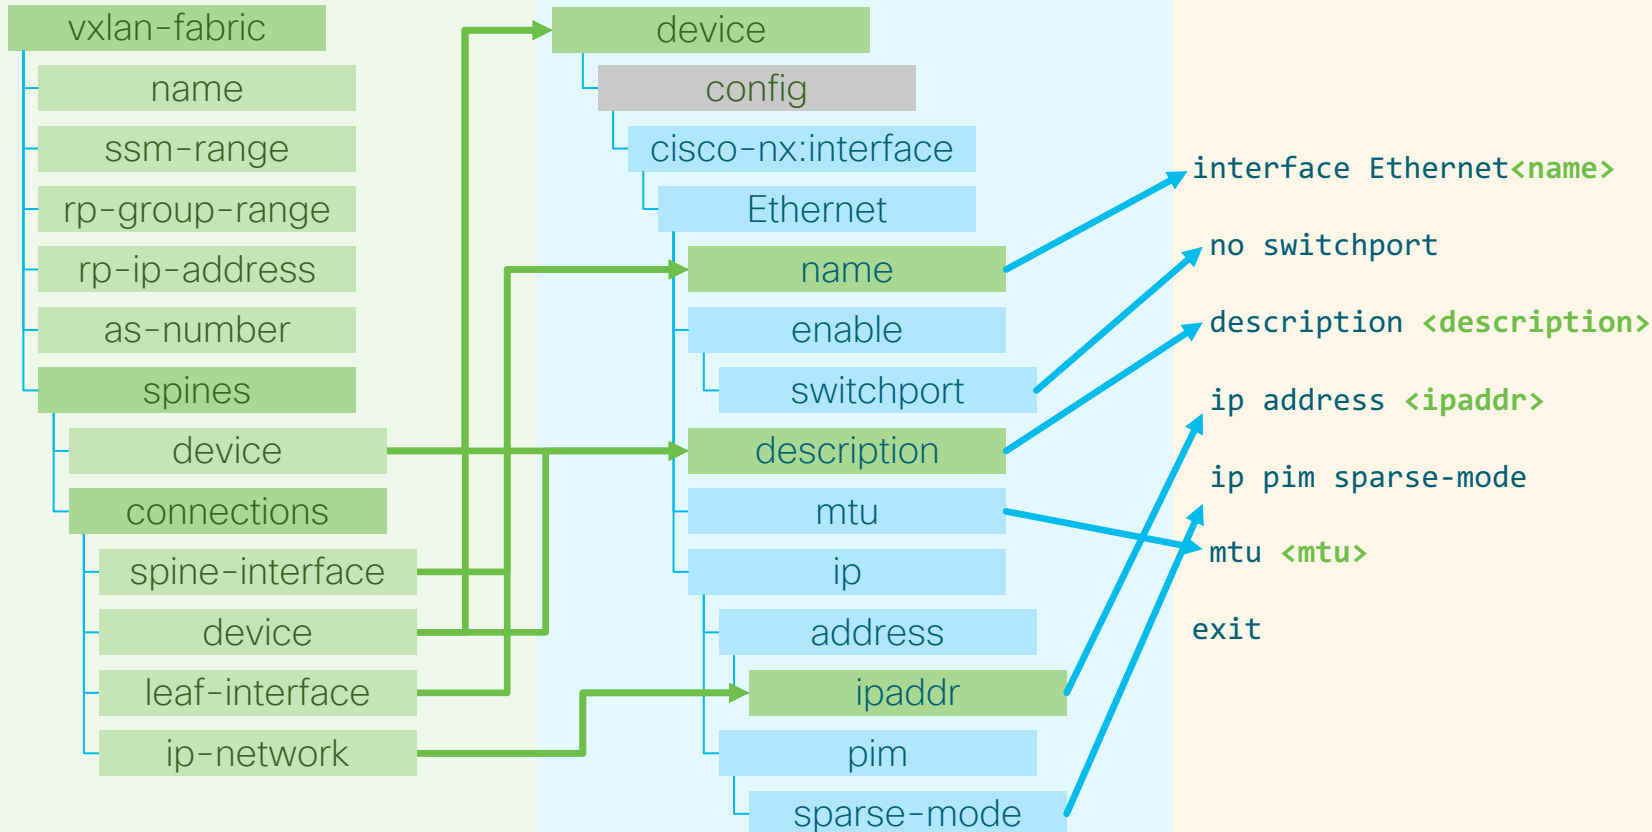 vxlan-fabric
name
ssm-range
rp-group-range
rp-ip-address
as-number
spines
device
connections
spine-interface
device
leaf-interface
ip-network
device
config
cisco-nx:interface
Ethernet
name
enable
switchport
description
mtu
ip
address
ipaddr
pim
sparse-mode
interface Ethernet<name>
no switchport
description <description>
ip address <ipaddr>
ip pim sparse-mode
mtu <mtu>
exit